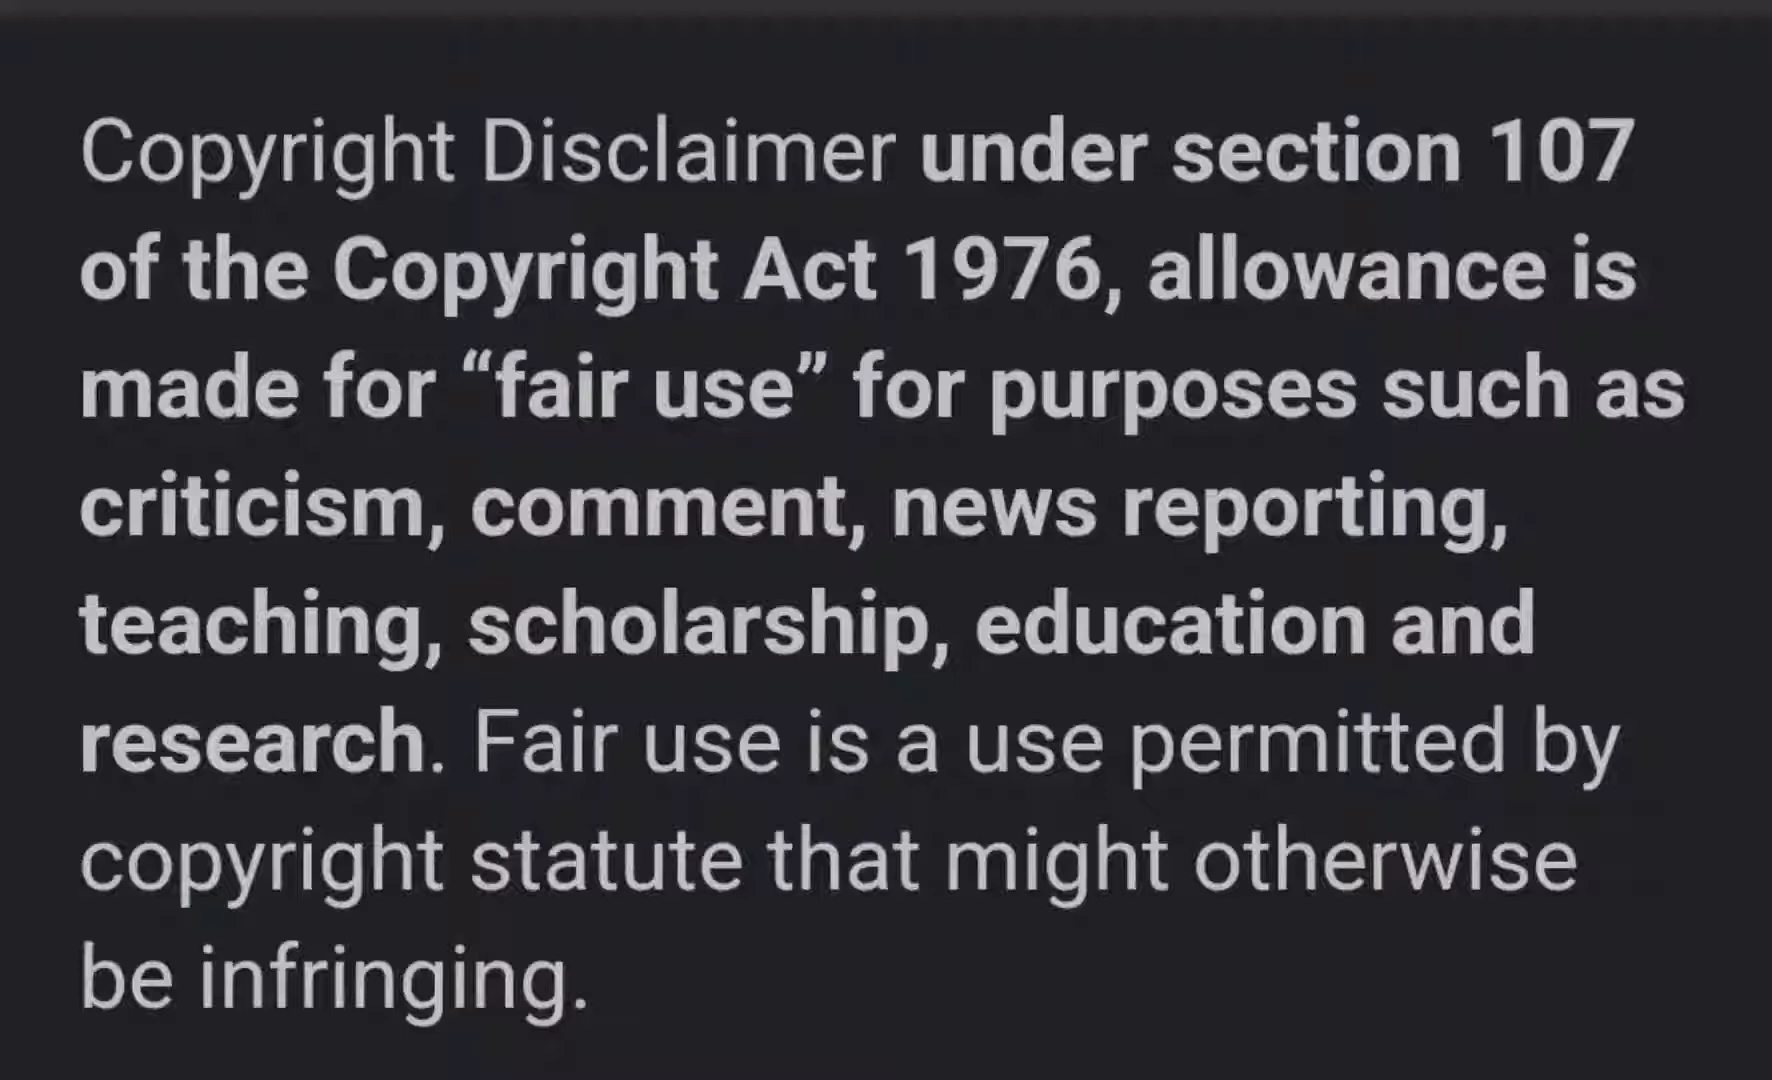 Copyright Disclaimer under section 107
of the Copyright Act 1976, allowance is
made for “fair use” for purposes such as
criticism, comment, news reporting,
teaching, scholarship, education and
research. Fair use is a use permitted by
copyright statute that might otherwise
be infringing.